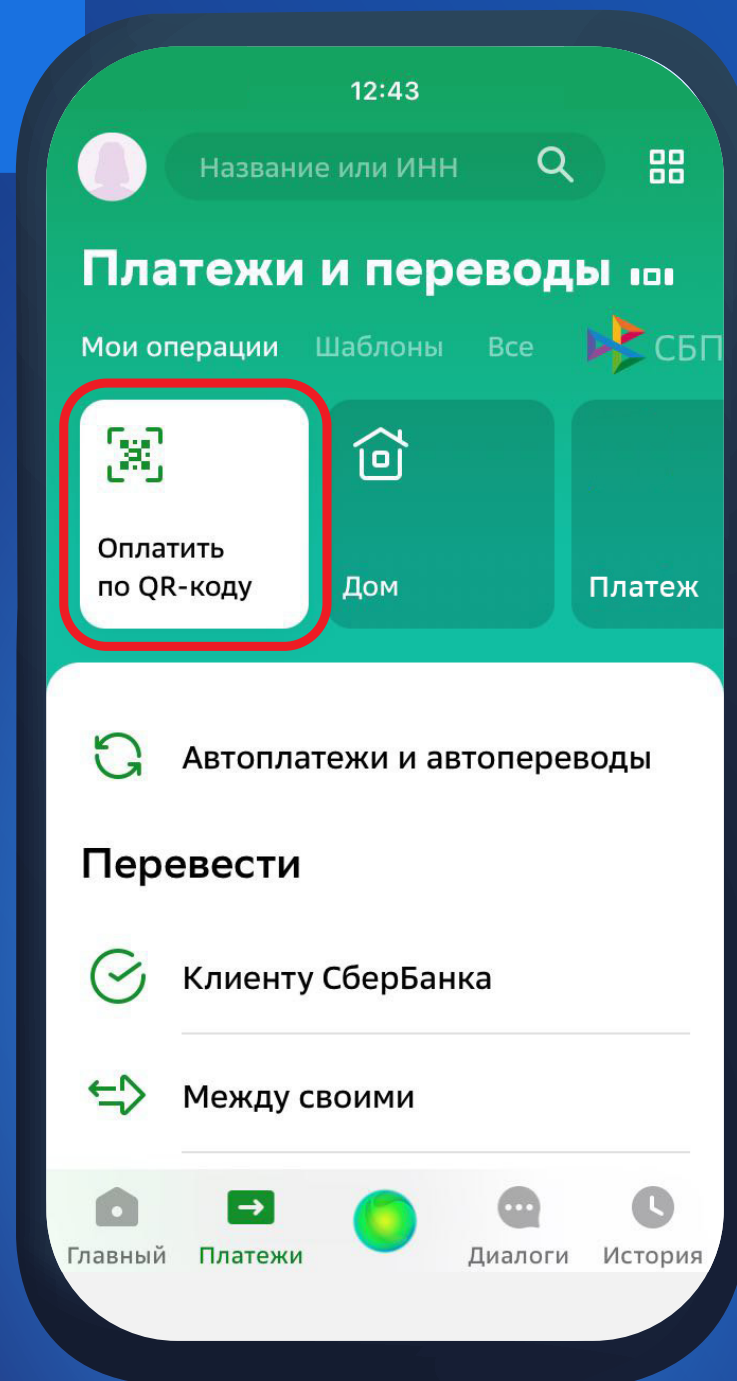 12:43
Название или ИНН
Платежи и переводы
Мои операции Шаблоны Все СБП
Оплатить
по QR-коду
Дом
Платеж
Автоплатежи и автопереводы
Перевести
Клиенту СберБанка
Между своими
Главный Платежи Диалоги История